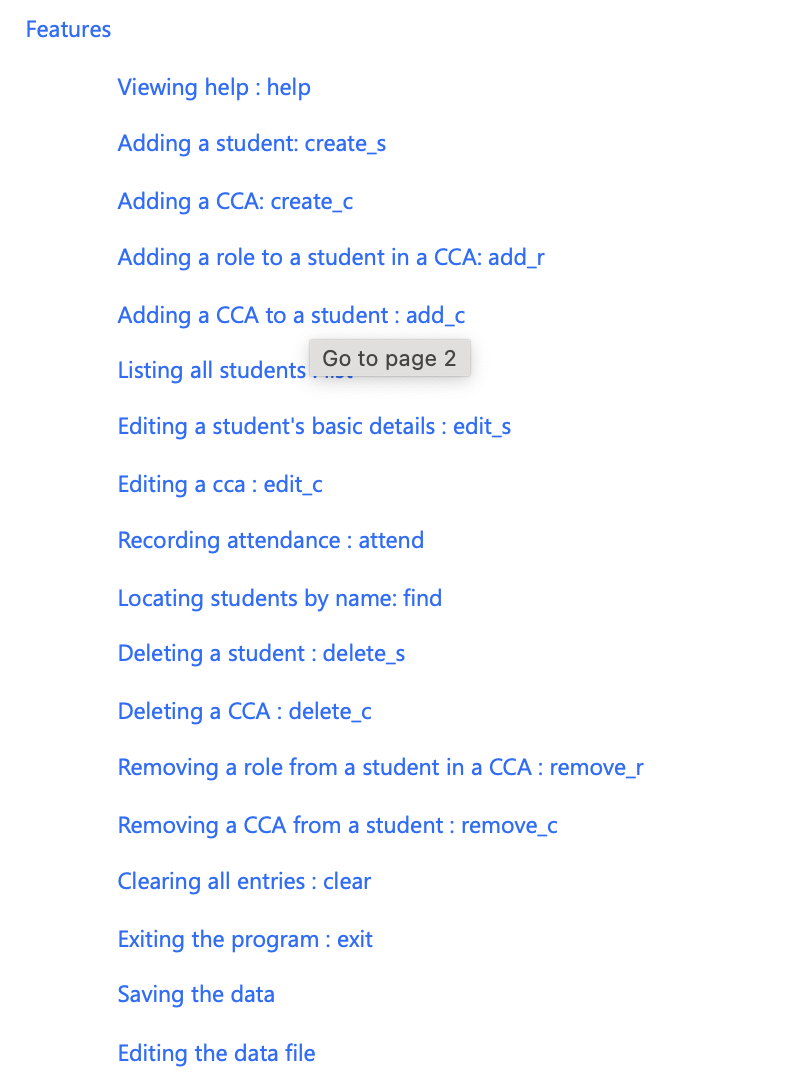 Features
Viewing help : help
Adding a student: create_s
Adding a CCA: create_c
Adding a role to a student in a CCA: add_r
Adding a CCA to a student : add_c
Go to page 2
Listing all students
Editing a student's basic details : edit_s
Editing a cca : edit_c
Recording attendance : attend
Locating students by name: find
Deleting a student : delete_s
Deleting a CCA : delete_c
Removing a role from a student in a CCA : remove_r
Removing a CCA from a student : remove_c
Clearing all entries : clear
Exiting the program : exit
Saving the data
Editing the data file